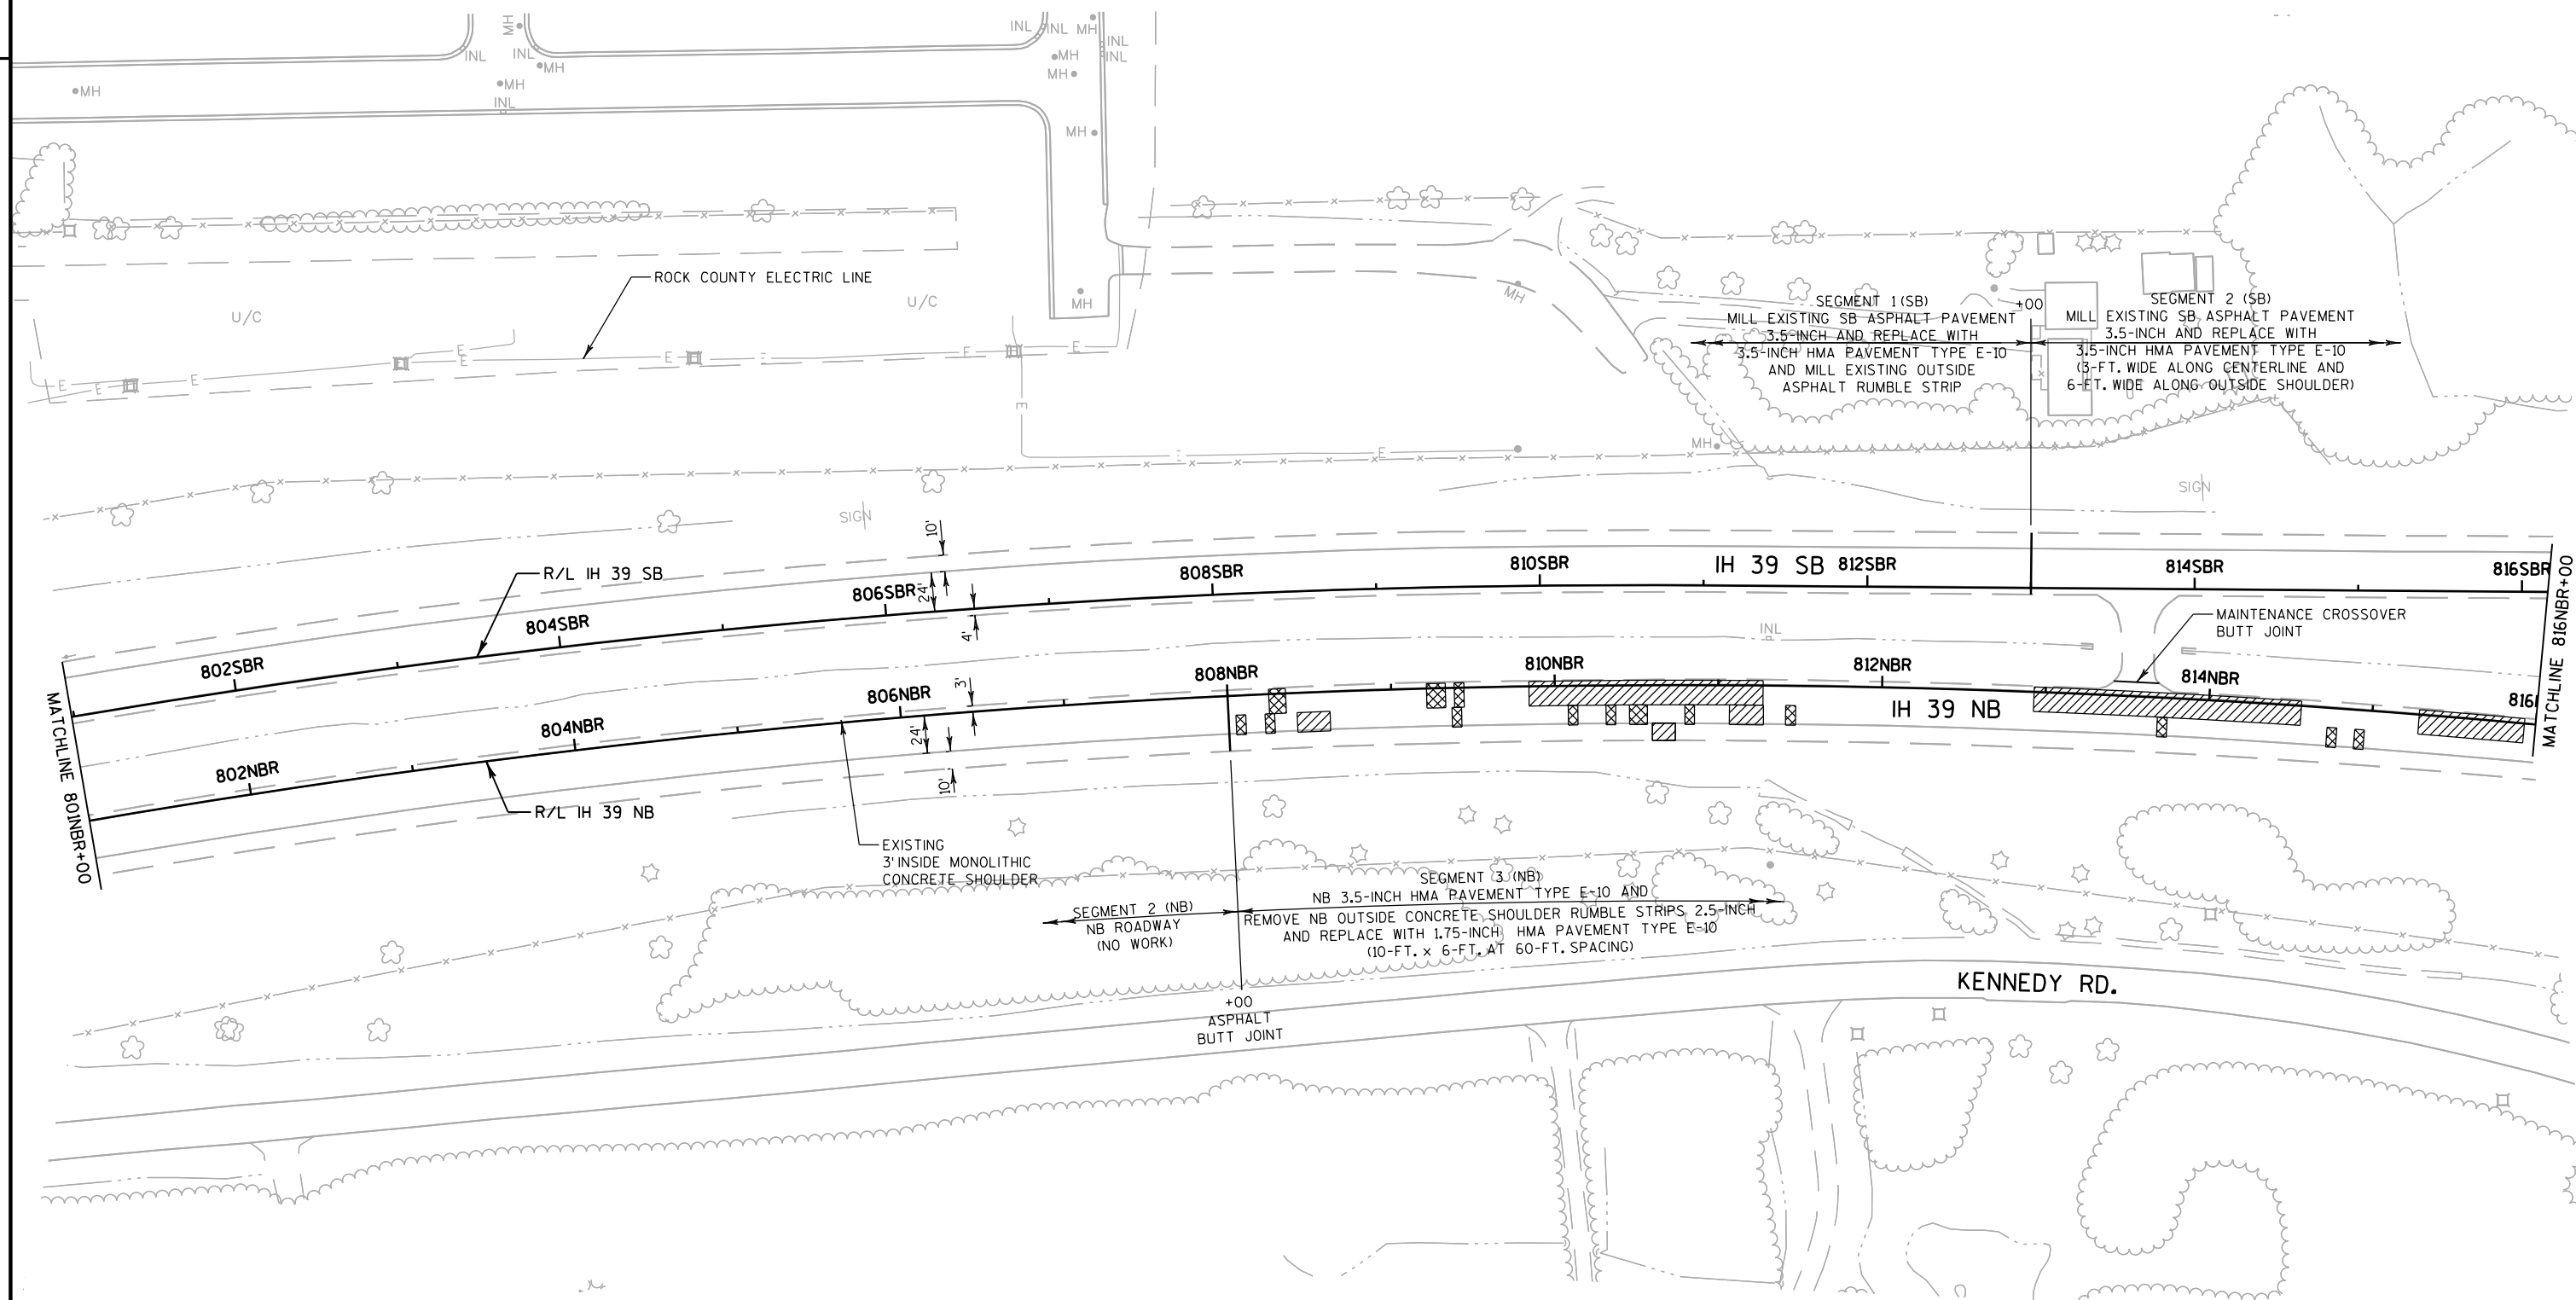 MH
INL
INL
MH
MH
MH
INL
INL
INL
MH
INL
INL
MH
MH
MH
MH
MH
ROCK COUNTY ELECTRIC LINE
U/C
U/C
E
E
E
E
E
E
E
E
E
E
E
E
E
MH
SIGN
SIGN
SEGMENT 1 (SB)
MILL EXISTING SB ASPHALT PAVEMENT
3.5-INCH AND REPLACE WITH
3.5-INCH HMA PAVEMENT TYPE E-10
AND MILL EXISTING OUTSIDE
ASPHALT RUMBLE STRIP
+00
SEGMENT 2 (SB)
MILL EXISTING SB ASPHALT PAVEMENT
3.5-INCH AND REPLACE WITH
3.5-INCH HMA PAVEMENT TYPE E-10
(3-FT. WIDE ALONG CENTERLINE AND
6-FT. WIDE ALONG OUTSIDE SHOULDER)
R/L IH 39 SB
10'
24'
4'
802SBR
804SBR
806SBR
808SBR
810SBR
IH 39 SB
812SBR
814SBR
816SBR
INL
MAINTENANCE CROSSOVER
BUTT JOINT
MATCHLINE 816NBR+00
MATCHLINE 801NBR+00
802NBR
804NBR
806NBR
808NBR
810NBR
812NBR
814NBR
816
IH 39 NB
3'
24'
10'
R/L IH 39 NB
EXISTING
3' INSIDE MONOLITHIC
CONCRETE SHOULDER
SEGMENT 2 (NB)
NB ROADWAY
(NO WORK)
SEGMENT 3 (NB)
NB 3.5-INCH HMA PAVEMENT TYPE E-10 AND
REMOVE NB OUTSIDE CONCRETE SHOULDER RUMBLE STRIPS 2.5-INCH
AND REPLACE WITH 1.75-INCH HMA PAVEMENT TYPE E-10
(10-FT. x 6-FT. AT 60-FT. SPACING)
+00
ASPHALT
BUTT JOINT
KENNEDY RD.